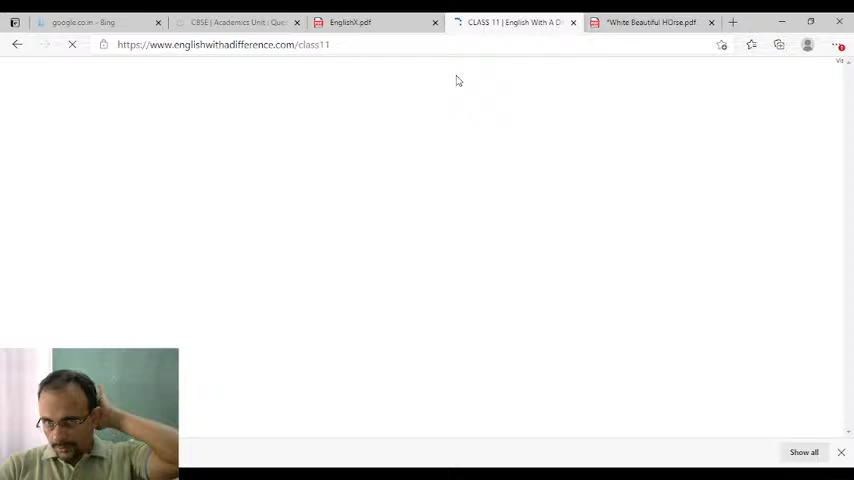 google.co.in - Bing
CBSE | Academics Unit : Que
EnglishX.pdf
CLASS 11 | English With A D
*White Beautiful HOrse.pdf
https://www.englishwithadifference.com/class11
Show all